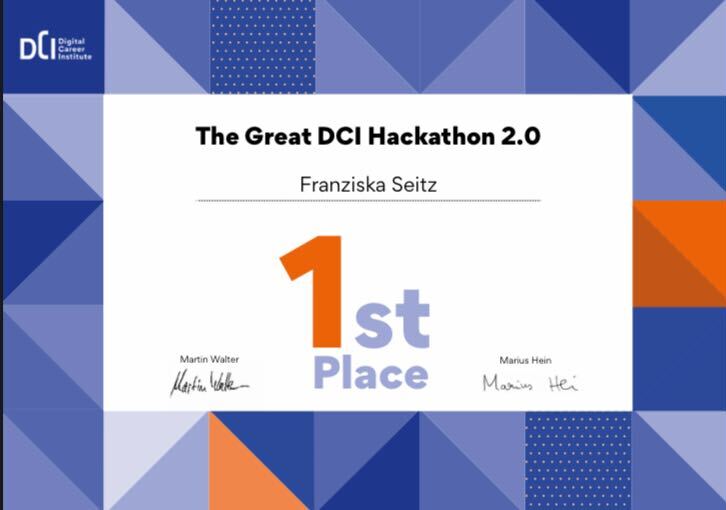 DCI Digital
Career
Institute
The Great DCI Hackathon 2.0
Franziska Seitz
1st
Place
Martin Walter
Martin Walter
Marius Hein
Marius Hei